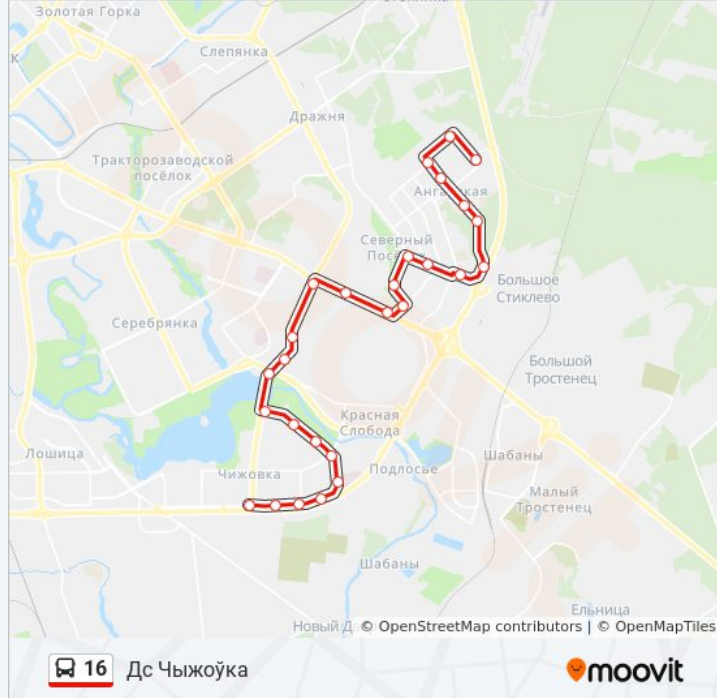 Золотая Горка
Слепянка
Дражня
Тракторозаводской
посёлок
Ангарская
Северный
Посёлок
Большое
Стиклево
Серебрянка
Большой
Тростенец
Красная
Слобода
Лошица
Чижовка
Подлосье
Шабаны
Малый
Тростенец
Шабаны
Ельница
Новый
© OpenStreetMap contributors | © OpenMapTiles
16 Дс Чыжоўка
moovit